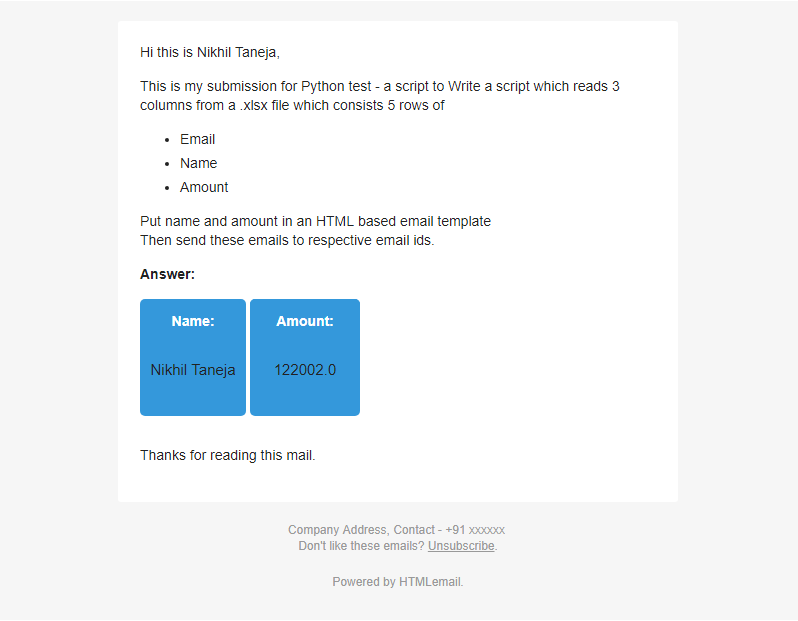 Hi this is Nikhil Taneja,
This is my submission for Python test - a script to Write a script which reads 3
columns from a .xlsx file which consists 5 rows of
• Email
• Name
• Amount
Put name and amount in an HTML based email template
Then send these emails to respective email ids.
Answer:
Name: Amount:
Nikhil Taneja 122002.0
Thanks for reading this mail.
Company Address, Contact - +91 xxxxxx
Don't like these emails? Unsubscribe.
Powered by HTMLemail.